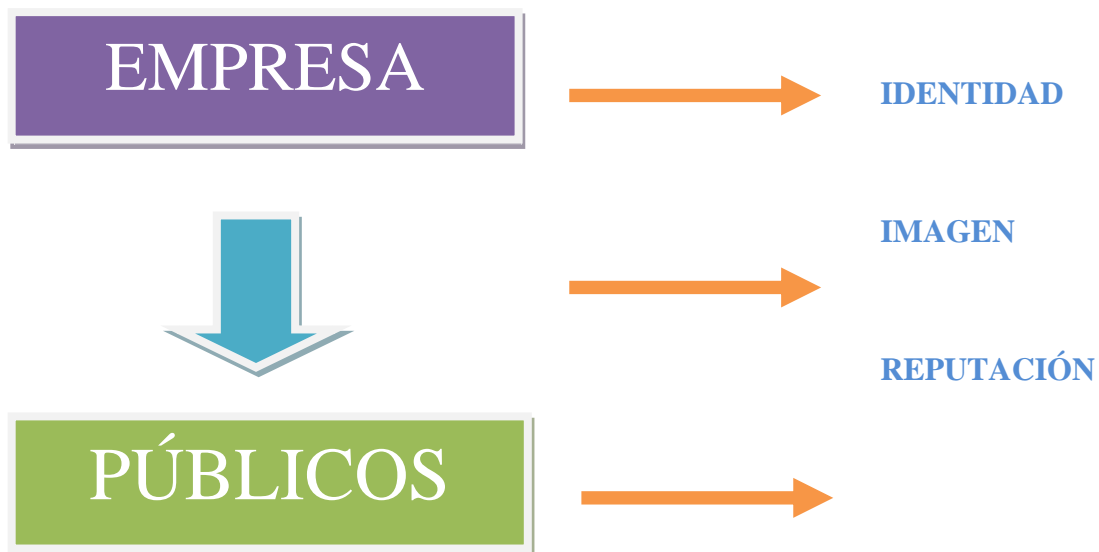 EMPRESA
IDENTIDAD
IMAGEN
REPUTACIÓN
PÚBLICOS